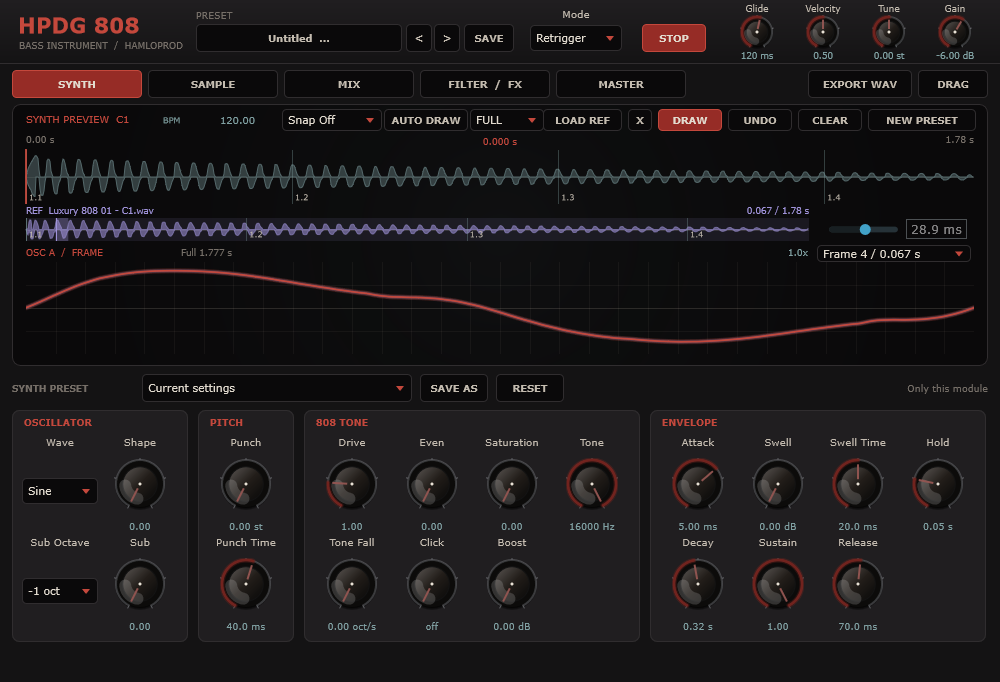 HPDG 808
BASS INSTRUMENT / HAMLOPROD
PRESET
Untitled ...
<
>
SAVE
Mode
Retrigger
STOP
Glide
Velocity
Tune
Gain
120 ms
0.50
0.00 st
-6.00 dB
SYNTH
SAMPLE
MIX
FILTER / FX
MASTER
EXPORT WAV
DRAG
SYNTH PREVIEW C1
BPM
120.00
Snap Off
AUTO DRAW
FULL
LOAD REF
X
DRAW
UNDO
CLEAR
NEW PRESET
0.00 s
0.000 s
1.78 s
1.1
1.2
1.3
1.4
REF Luxury 808 01 - C1.wav
0.067 / 1.78 s
1.1
1.2
1.3
1.4
28.9 ms
OSC A / FRAME
Full 1.777 s
1.0x
Frame 4 / 0.067 s
SYNTH PRESET
Current settings
SAVE AS
RESET
Only this module
OSCILLATOR
Wave
Shape
Sine
0.00
Sub Octave
Sub
-1 oct
0.00
PITCH
Punch
0.00 st
Punch Time
40.0 ms
808 TONE
Drive
Even
Saturation
Tone
1.00
0.00
0.00
16000 Hz
Tone Fall
Click
Boost
0.00 oct/s
off
0.00 dB
ENVELOPE
Attack
Swell
Swell Time
Hold
5.00 ms
0.00 dB
20.0 ms
0.05 s
Decay
Sustain
Release
0.32 s
1.00
70.0 ms